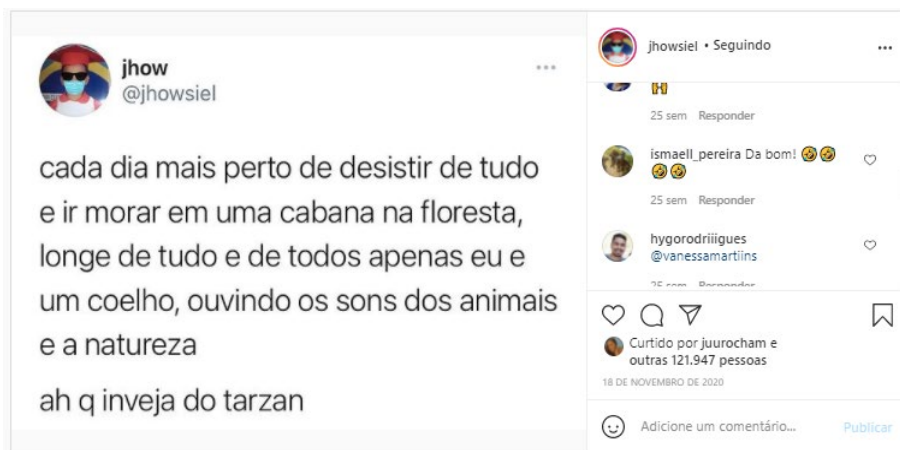 jhow
@jhowsiel
cada dia mais perto de desistir de tudo
e ir morar em uma cabana na floresta,
longe de tudo e de todos apenas eu e
um coelho, ouvindo os sons dos animais
e a natureza
ah q inveja do tarzan
jhowsiel • Seguindo
25 sem Responder
ismaell_pereira Da bom! 🤣🤣
🤣🤣
25 sem Responder
hygorodriiigues
@vanessamartiins
25 sem Responder
Curtido por juurocham e
outras 121.947 pessoas
18 DE NOVEMBRO DE 2020
Adicione um comentário... Publicar